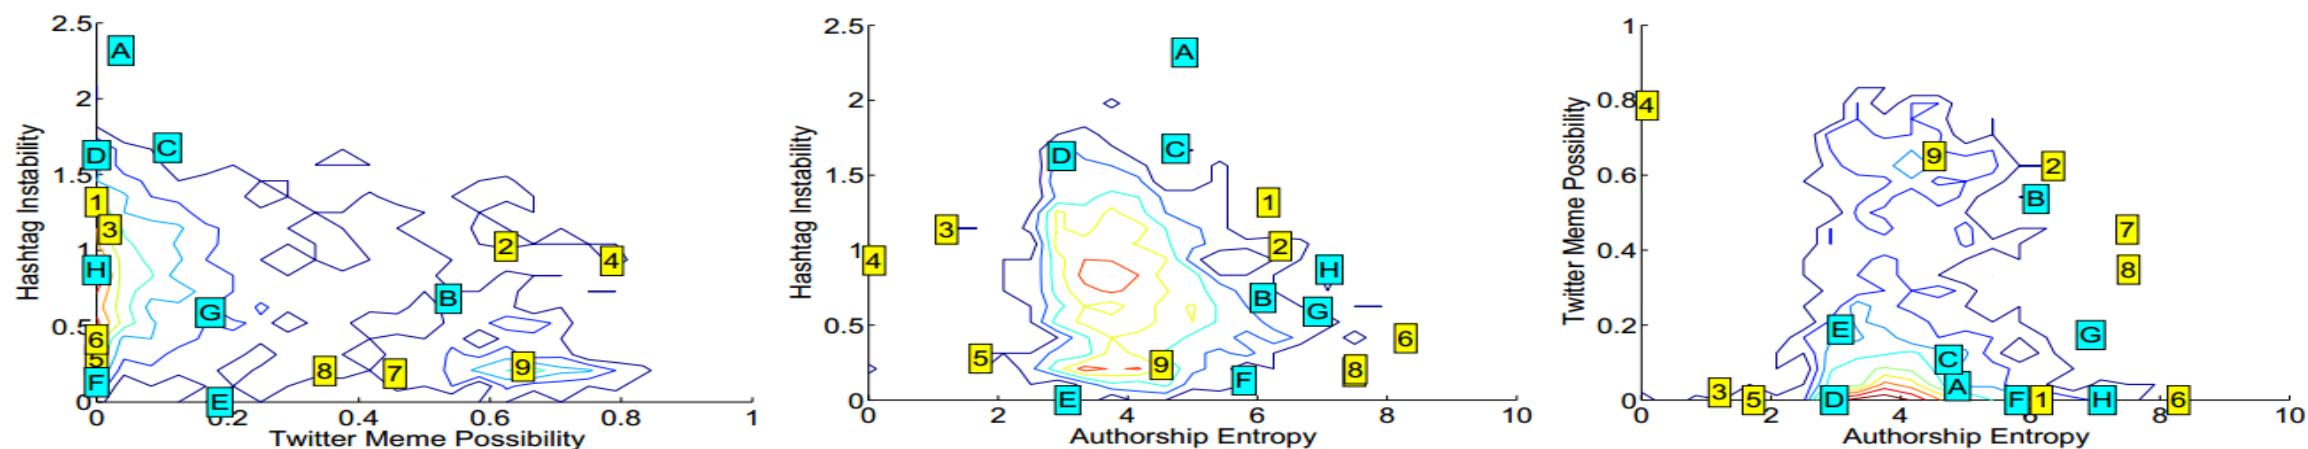 2.5
2
1.5
1
0.5
0
0
0.2
0.4
0.6
0.8
1
Hashtag Instability
Twitter Meme Possibility
A
C
D
1
3
2
4
H
B
G
6
5
8
7
9
F
E
2.5
2
1.5
1
0.5
0
0
2
4
6
8
10
Hashtag Instability
Authorship Entropy
A
C
D
1
3
2
4
H
B
G
6
5
9
8
F
E
1
0.8
0.6
0.4
0.2
0
0
2
4
6
8
10
Twitter Meme Possibility
Authorship Entropy
4
9
2
B
7
8
E
G
C
A
3
5
D
F
1
H
6